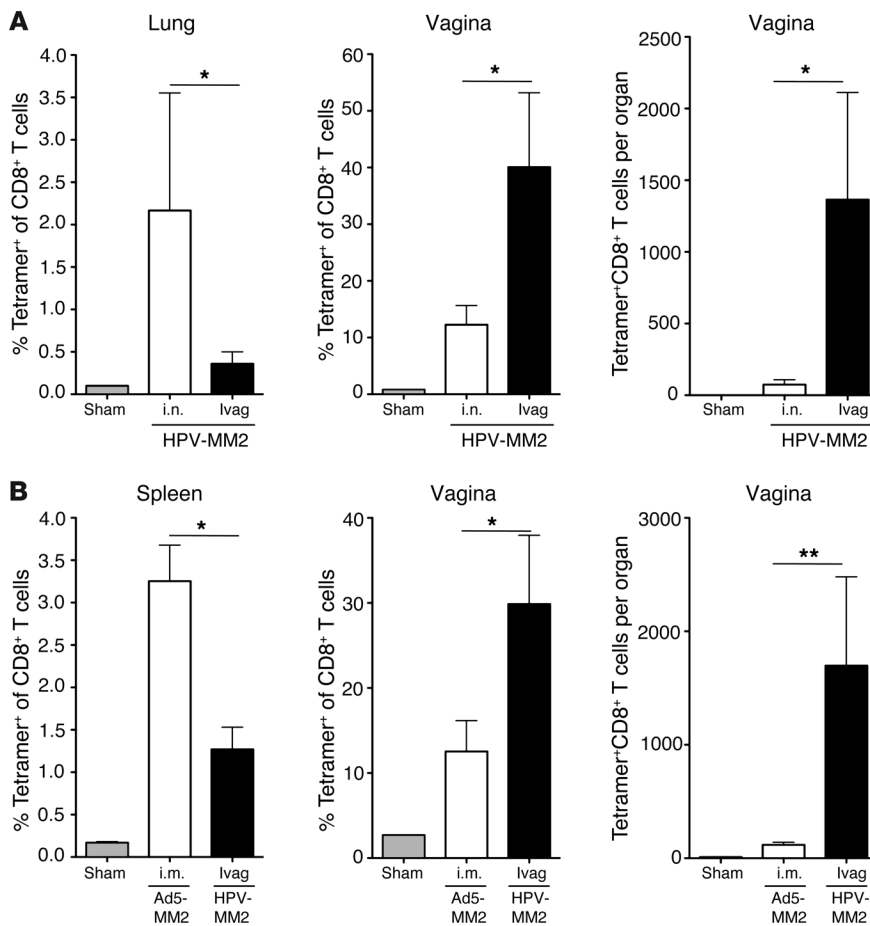 A
Lung
% Tetramer⁺ of CD8⁺ T cells
4.0
3.5
3.0
2.5
2.0
1.5
1.0
0.5
0.0
*
Sham i.n. Ivag
HPV-MM2
Vagina
% Tetramer⁺ of CD8⁺ T cells
60
50
40
30
20
10
0
*
Sham i.n. Ivag
HPV-MM2
Vagina
Tetramer⁺CD8⁺ T cells per organ
2500
2000
1500
1000
500
0
*
Sham i.n. Ivag
HPV-MM2
B
Spleen
% Tetramer⁺ of CD8⁺ T cells
4.0
3.5
3.0
2.5
2.0
1.5
1.0
0.5
0.0
*
Sham i.m. Ivag
Ad5- HPV-
MM2 MM2
Vagina
% Tetramer⁺ of CD8⁺ T cells
40
30
20
10
0
*
Sham i.m. Ivag
Ad5- HPV-
MM2 MM2
Vagina
Tetramer⁺CD8⁺ T cells per organ
3000
2000
1000
0
**
Sham i.m. Ivag
Ad5- HPV-
MM2 MM2